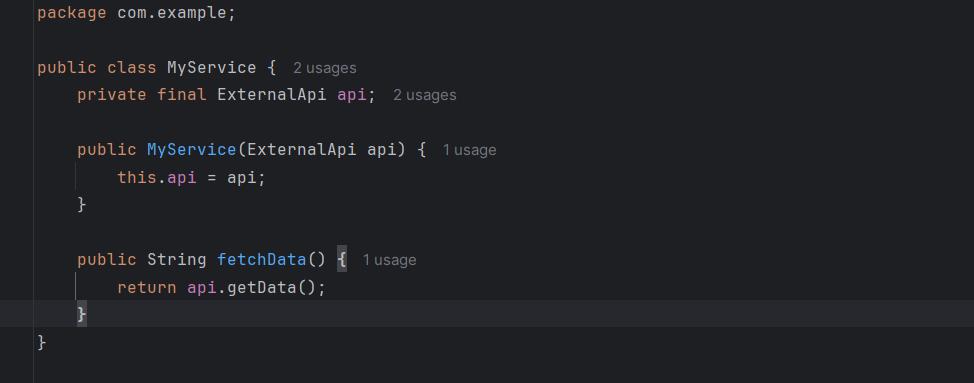 package com.example;
public class MyService { 2 usages
private final ExternalApi api; 2 usages
public MyService(ExternalApi api) { 1 usage
this.api = api;
}
public String fetchData() { 1 usage
return api.getData();
}
}